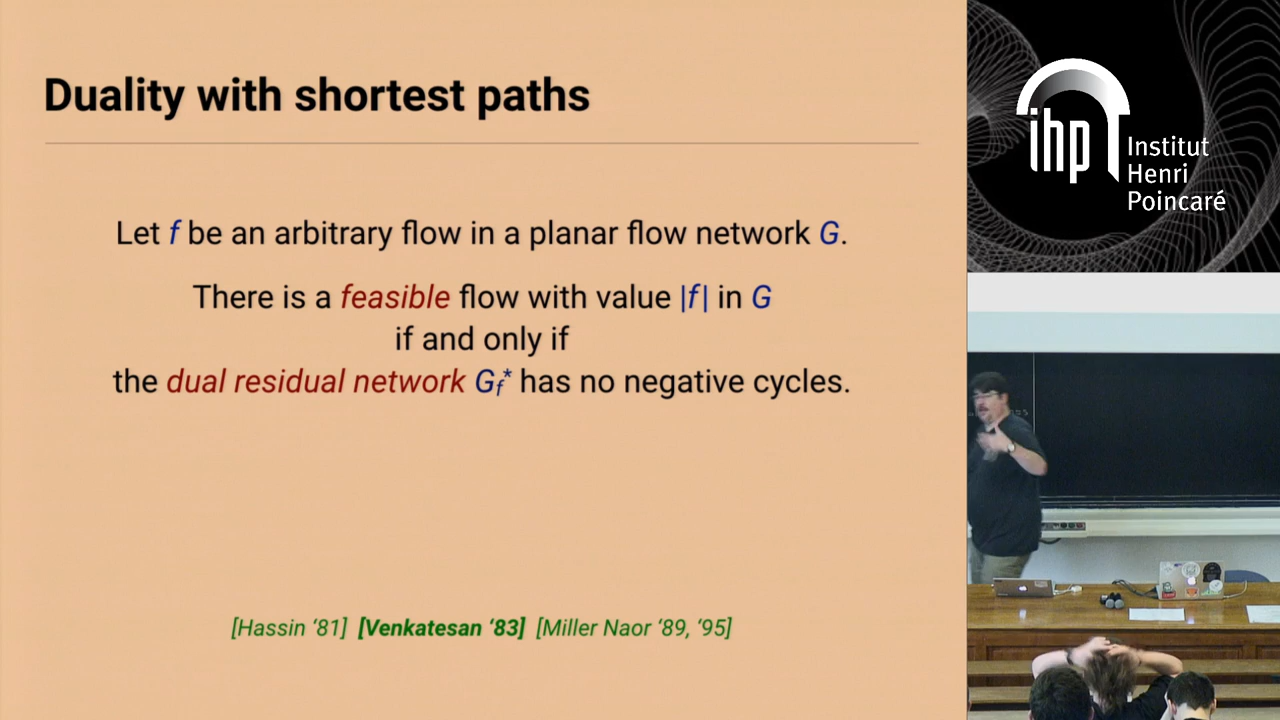 Duality with shortest paths
Let f be an arbitrary flow in a planar flow network G.
There is a feasible flow with value |f| in G
if and only if
the dual residual network G_f* has no negative cycles.
[Hassin ‘81] [Venkatesan ‘83] [Miller Naor ‘89, ‘95]
ihp
Institut
Henri
Poincaré